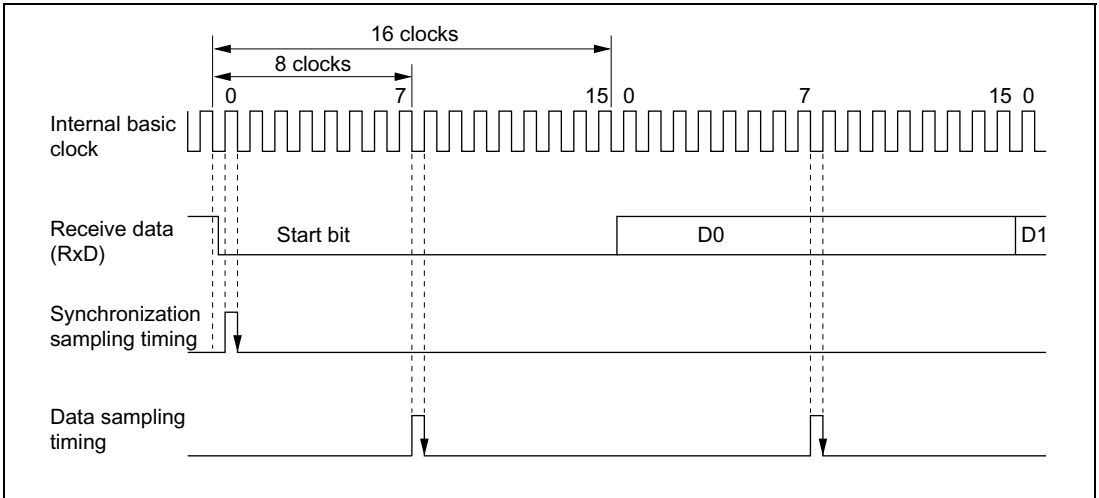 16 clocks
8 clocks
0 7 15 0 7 15 0
Internal basic
clock
Receive data
(RxD)
Start bit
D0
D1
Synchronization
sampling timing
Data sampling
timing